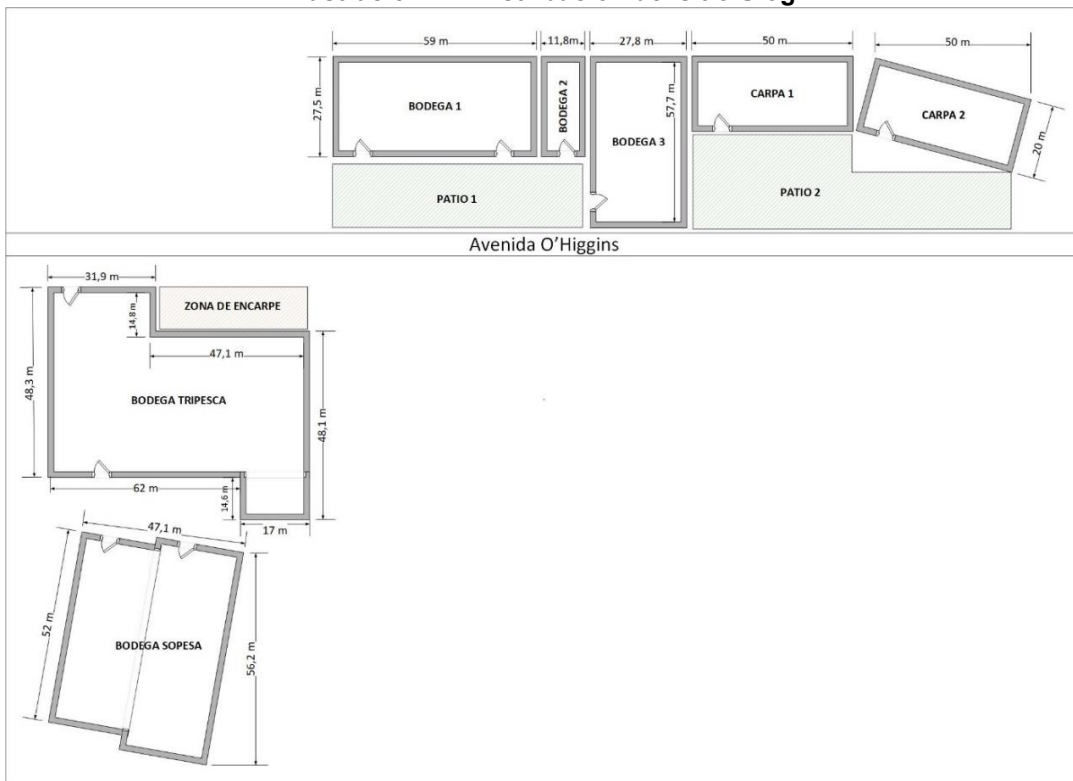 59 m
11,8m
27,8 m
50 m
50 m
27,5 m
BODEGA 1
BODEGA 2
57,7 m
BODEGA 3
CARPA 1
CARPA 2
20 m
PATIO 1
PATIO 2
Avenida O'Higgins
31,9 m
14,8 m
ZONA DE ENCARPE
47,1 m
48,3 m
BODEGA TRIPESCA
48,1 m
62 m
14,6 m
17 m
47,1 m
52 m
BODEGA SOPESA
56,2 m